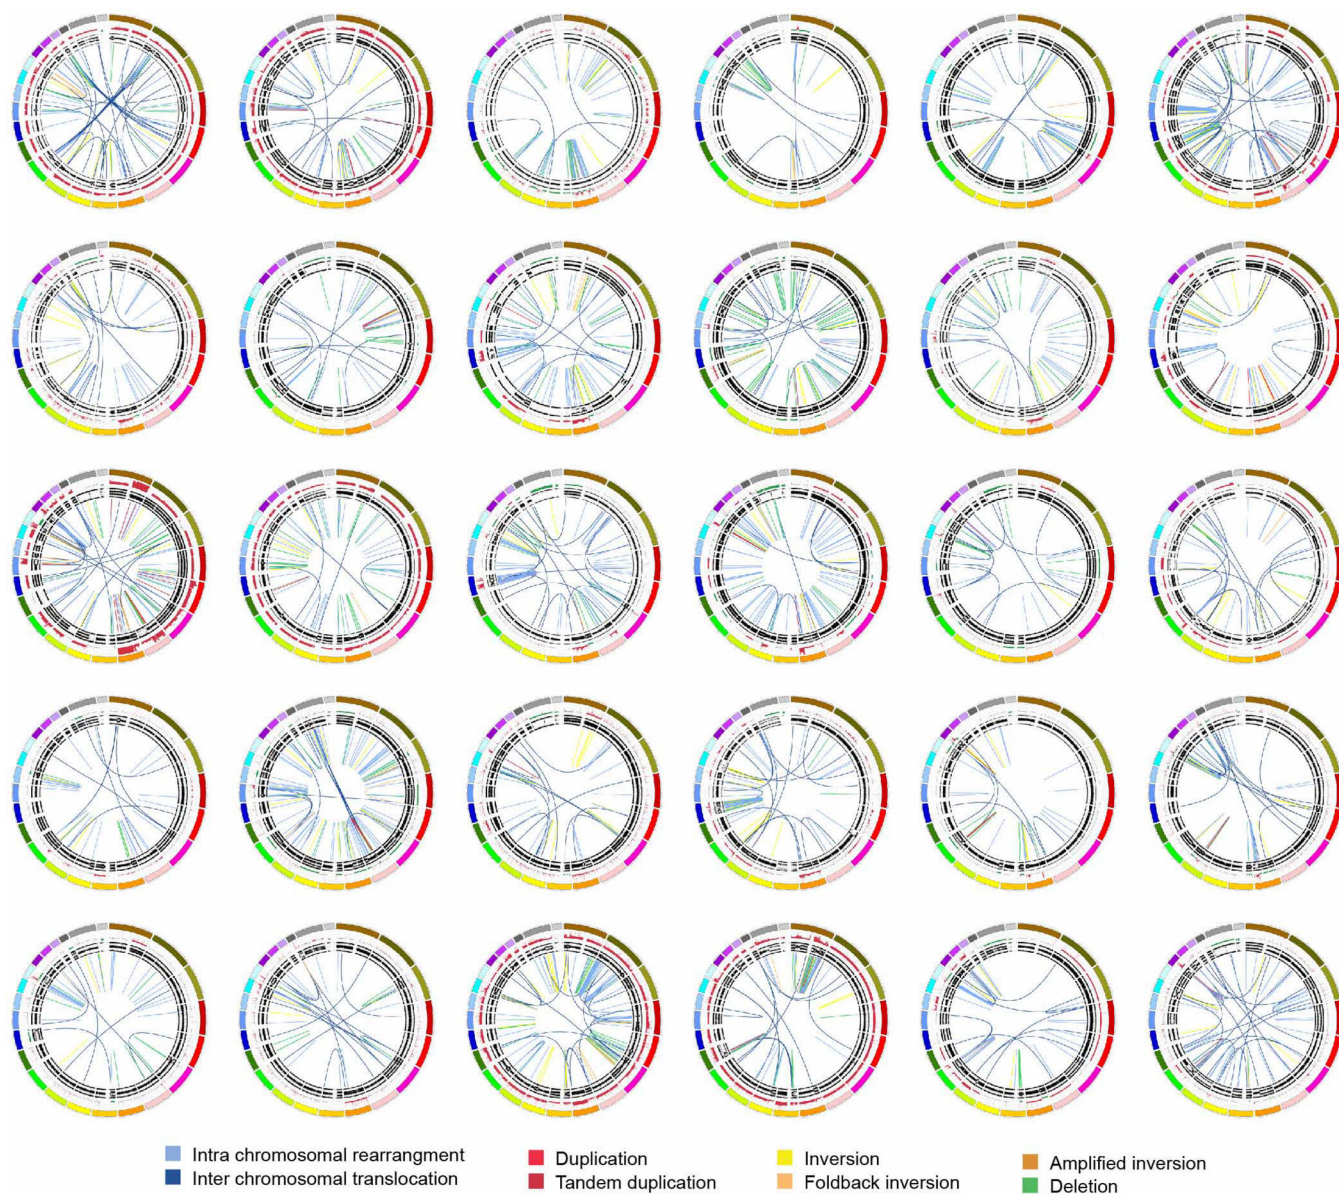 Intra chromosomal rearrangment
Inter chromosomal translocation
Duplication
Tandem duplication
Inversion
Foldback inversion
Amplified inversion
Deletion